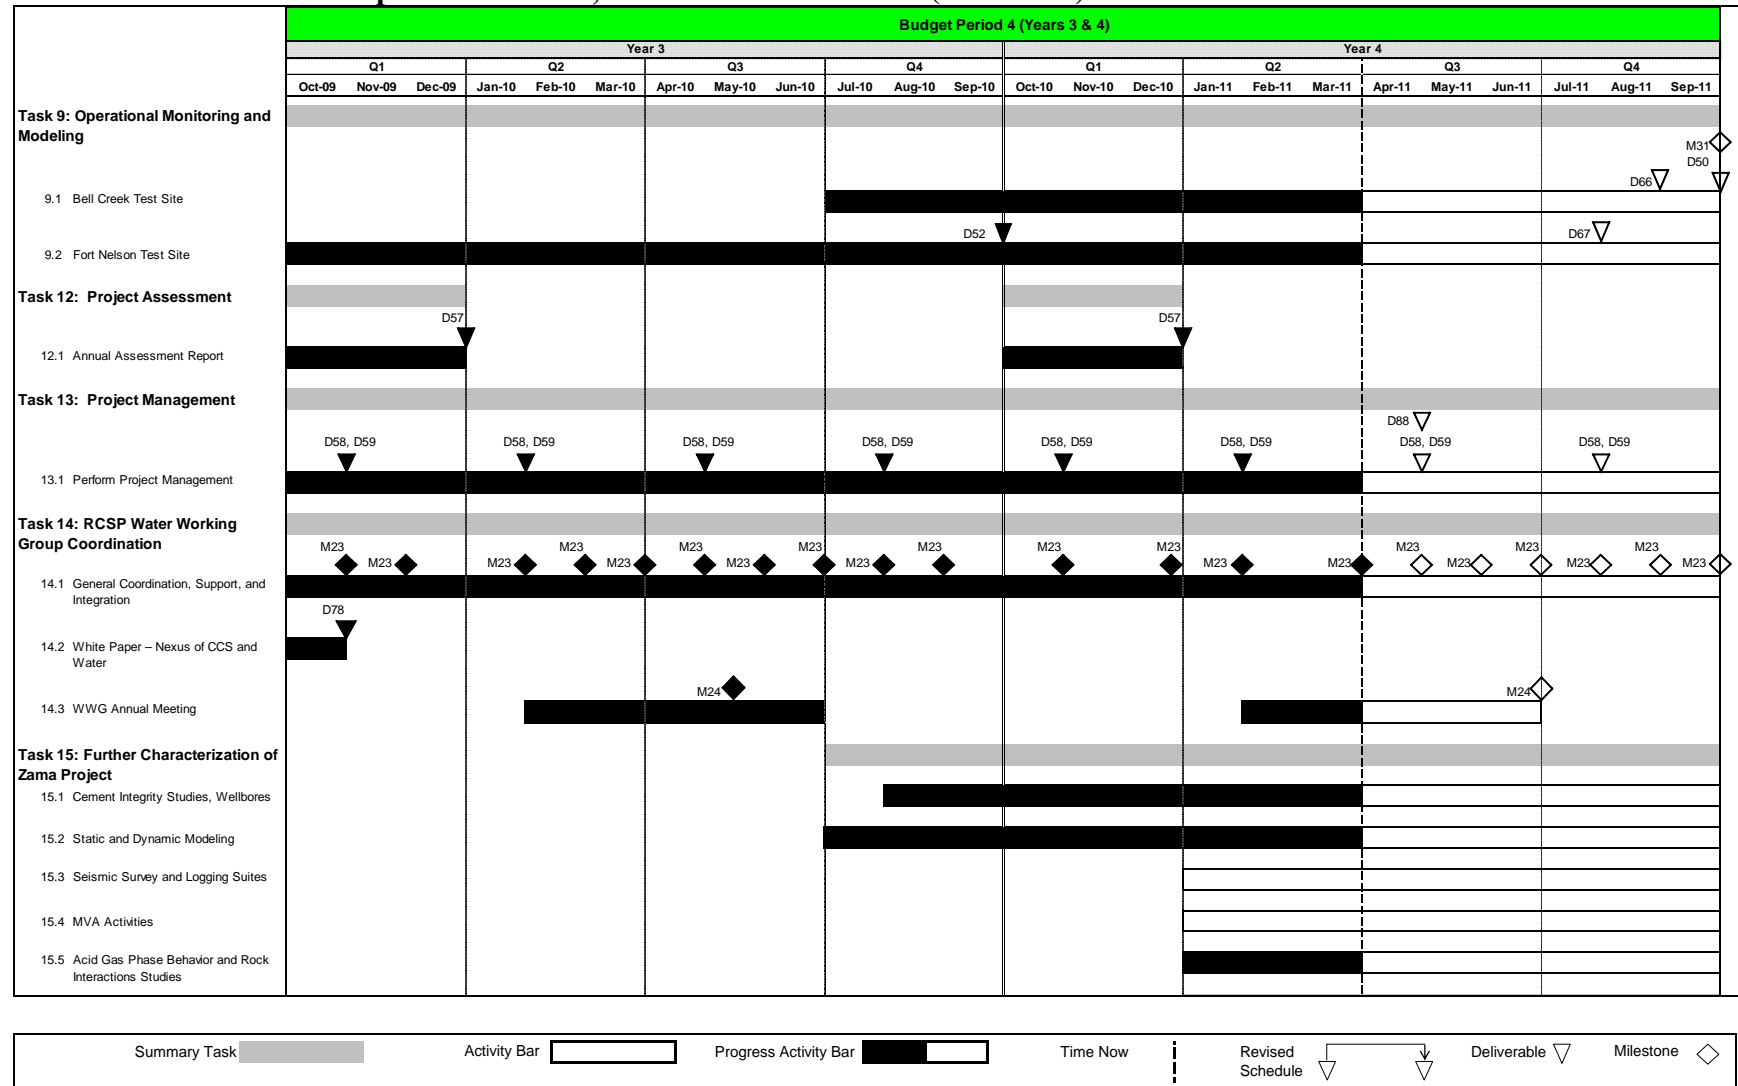 Budget Period 4 (Years 3 & 4)
Year 3 Year 4
Q1 Q2 Q3 Q4 Q1 Q2 Q3 Q4
Oct-09 Nov-09 Dec-09 Jan-10 Feb-10 Mar-10 Apr-10 May-10 Jun-10 Jul-10 Aug-10 Sep-10 Oct-10 Nov-10 Dec-10 Jan-11 Feb-11 Mar-11 Apr-11 May-11 Jun-11 Jul-11 Aug-11 Sep-11
Task 9: Operational Monitoring and
Modeling
M31
D50
D66
9.1 Bell Creek Test Site
D52 D67
9.2 Fort Nelson Test Site
Task 12: Project Assessment
D57 D57
12.1 Annual Assessment Report
Task 13: Project Management
D88
D58, D59 D58, D59 D58, D59 D58, D59 D58, D59 D58, D59 D58, D59 D58, D59
13.1 Perform Project Management
Task 14: RCSP Water Working
Group Coordination
M23 M23 M23 M23 M23 M23 M23 M23 M23 M23
M23 M23 M23 M23 M23 M23 M23 M23 M23 M23
14.1 General Coordination, Support, and
Integration
D78
14.2 White Paper – Nexus of CCS and
Water
M24 M24
14.3 WWG Annual Meeting
Task 15: Further Characterization of
Zama Project
15.1 Cement Integrity Studies, Wellbores
15.2 Static and Dynamic Modeling
15.3 Seismic Survey and Logging Suites
15.4 MVA Activities
15.5 Acid Gas Phase Behavior and Rock
Interactions Studies
Summary Task Activity Bar Progress Activity Bar Time Now Revised Deliverable Milestone
Schedule